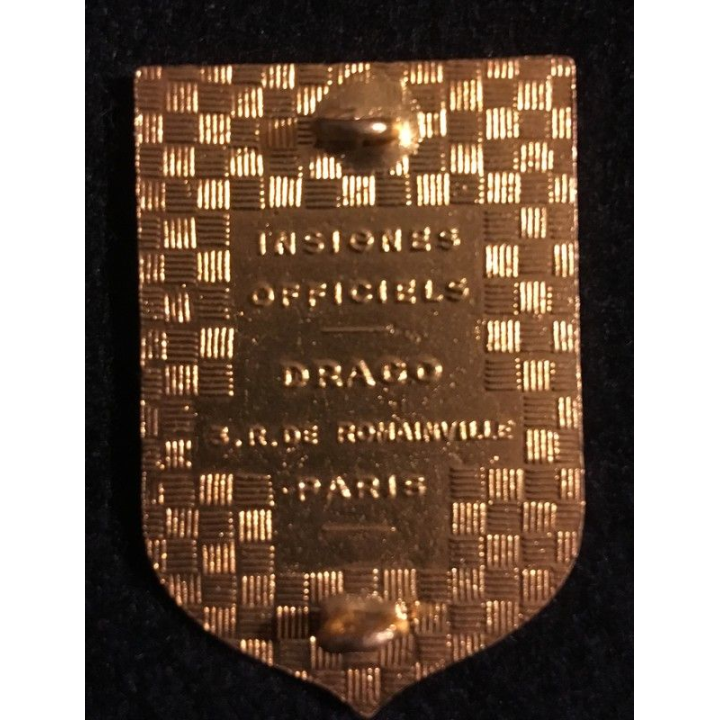 INSIGNES
OFFICIELS
DRAGO
3.R.DE ROMAINVILLE
PARIS